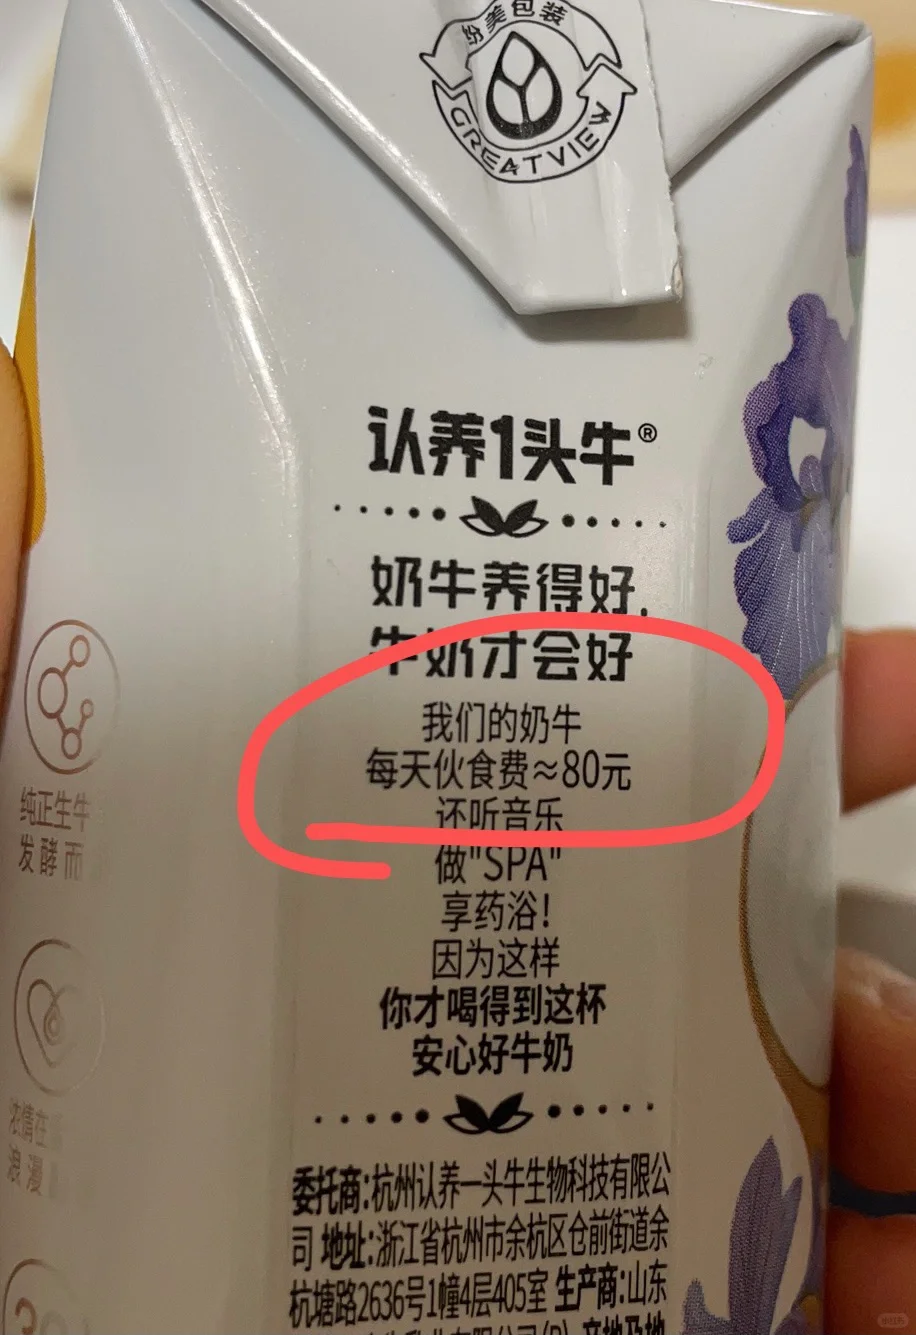 纷美包装
GREATVIEW
认养1头牛®
奶牛养得好,
牛奶才会好
我们的奶牛
每天伙食费≈80元
还听音乐
做"SPA"
享药浴!
因为这样
你才喝得到这杯
安心好牛奶
纯正生牛
发酵而
浓情在
浪漫
委托商:杭州认养一头牛生物科技有限公
司 地址:浙江省杭州市余杭区仓前街道余
杭塘路2636号1幢4层405室 生产商:山东